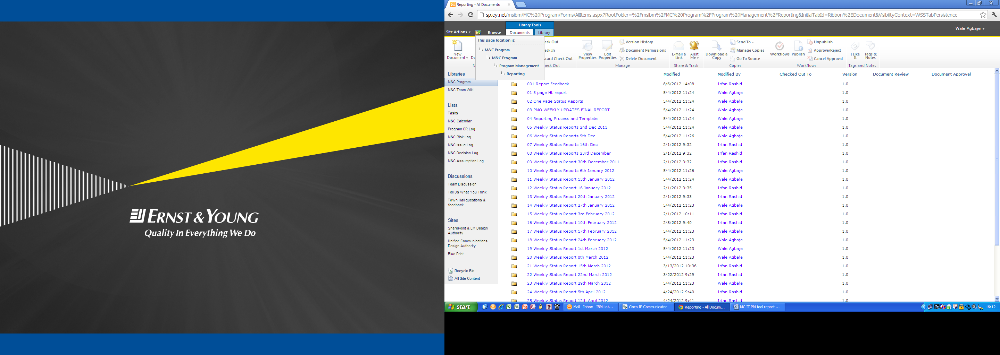 ERNST & YOUNG
Quality In Everything We Do
Reporting - All Documents
sp.ey.net/msibm/MC%20Program/Forms/AllItems.aspx?RootFolder=%2Fmsibm%2FMC%20Program%2FProgram%20Management%2FReporting&InitialTabId=Ribbon%2EDocument&VisibilityContext=WSSTabPersistence
Library Tools
Site Actions Browse Documents Library Wale Agbaje
This page location is:
M&C Program
M&C Program
Program Management
Reporting
New Document
eck Out
eck In
scard Check Out
eck Out
View Properties
Edit Properties
Version History
Document Permissions
Delete Document
Manage
E-mail a Link
Alert Me
Share & Track
Download a Copy
Send To
Manage Copies
Go To Source
Copies
Workflows
Publish
Unpublish
Approve/Reject
Cancel Approval
Workflows
I Like It
Tags & Notes
Tags and Notes
Libraries
M&C Program
M&C Team Wiki
Lists
Tasks
M&C Calendar
Program CR Log
M&C Risk Log
M&C Issue Log
M&C Decision Log
M&C Assumption Log
Discussions
Team Discussion
Tell Us What You Think
Town Hall questions &
feedback
Sites
SharePoint & EM Design
Authority
Unified Communications
Design Authority
Blue Print
Recycle Bin
All Site Content
Modified Modified By Checked Out To Version Document Review Document Approval
001 Report Feedback 8/6/2012 14:08 Irfan Rashid 1.0
01 3 page HL report 5/4/2012 11:24 Wale Agbaje 1.0
02 One Page Status Reports 5/4/2012 11:24 Wale Agbaje 1.0
03 PMO WEEKLY UPDATES FINAL REPORT 5/4/2012 11:24 Wale Agbaje 1.0
04 Reporting Process and Template 5/4/2012 11:24 Wale Agbaje 1.0
05 Weekly Status Reports 2nd Dec 2011 5/4/2012 11:24 Wale Agbaje 1.0
06 Weekly Status Reports 9th Dec 5/4/2012 11:26 Wale Agbaje 1.0
07 Weekly Status Reports 16th Dec 2/1/2012 9:32 Irfan Rashid 1.0
08 Weekly Status Reports 23rd December 2/1/2012 9:32 Irfan Rashid 1.0
09 Weekly Status Report 30th December 2011 2/1/2012 9:32 Irfan Rashid 1.0
10 Weekly Status Reports 6th January 2012 5/4/2012 11:26 Wale Agbaje 1.0
11 Weekly Status Report 13th January 2012 5/4/2012 11:24 Wale Agbaje 1.0
12 Weekly Status Report 16 January 2012 2/1/2012 9:35 Irfan Rashid 1.0
13 Weekly Status Report 20th January 2012 2/1/2012 9:33 Irfan Rashid 1.0
14 Weekly Status Report 27th January 2012 5/4/2012 11:23 Wale Agbaje 1.0
15 Weekly Status Report 3rd February 2012 2/1/2012 10:11 Irfan Rashid 1.0
16 Weekly Status Report 10th February 2012 2/8/2012 9:40 Irfan Rashid 1.0
17 Weekly Status Report 17th February 2012 5/4/2012 11:23 Wale Agbaje 1.0
18 Weekly Status Report 24th February 2012 5/4/2012 11:23 Wale Agbaje 1.0
19 Weekly Status Report 1st March 2012 5/4/2012 11:23 Wale Agbaje 1.0
20 Weekly Status Report 8th March 2012 5/4/2012 11:23 Wale Agbaje 1.0
21 Weekly Status Report 15th March 2012 3/13/2012 10:36 Irfan Rashid 1.0
22 Weekly Status Report 22nd March 2012 3/22/2012 9:29 Irfan Rashid 1.0
23 Weekly Status Report 29th March 2012 5/4/2012 11:23 Wale Agbaje 1.0
24 Weekly Status Report 5th April 2012 4/24/2012 9:40 Irfan Rashid 1.0
25 Weekly Status Report 12th April 2012 4/24/2012 9:41 Irfan Rashid 1.0
start Mail - Inbox - IBM Lot... Cisco IP Communicator Reporting - All Docum... MC IT PM tool report ... 16:12